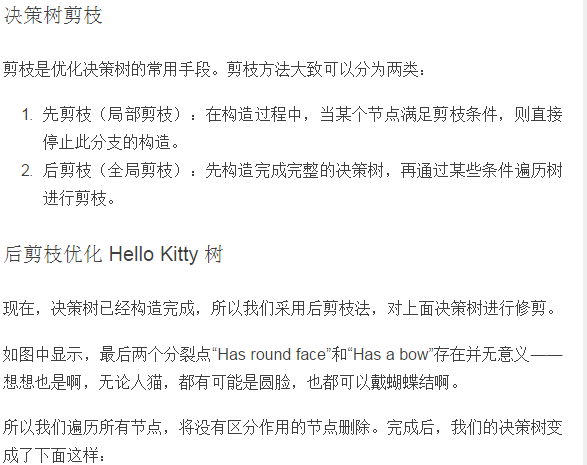 决策树剪枝
剪枝是优化决策树的常用手段。剪枝方法大致可以分为两类：
1. 先剪枝（局部剪枝）：在构造过程中，当某个节点满足剪枝条件，则直接
停止此分支的构造。
2. 后剪枝（全局剪枝）：先构造完成完整的决策树，再通过某些条件遍历树
进行剪枝。
后剪枝优化 Hello Kitty 树
现在，决策树已经构造完成，所以我们采用后剪枝法，对上面决策树进行修剪。
如图中显示，最后两个分裂点“Has round face”和“Has a bow”存在并无意义——
想想也是啊，无论人猫，都有可能是圆脸，也都可以戴蝴蝶结啊。
所以我们遍历所有节点，将没有区分作用的节点删除。完成后，我们的决策树变
成了下面这样：